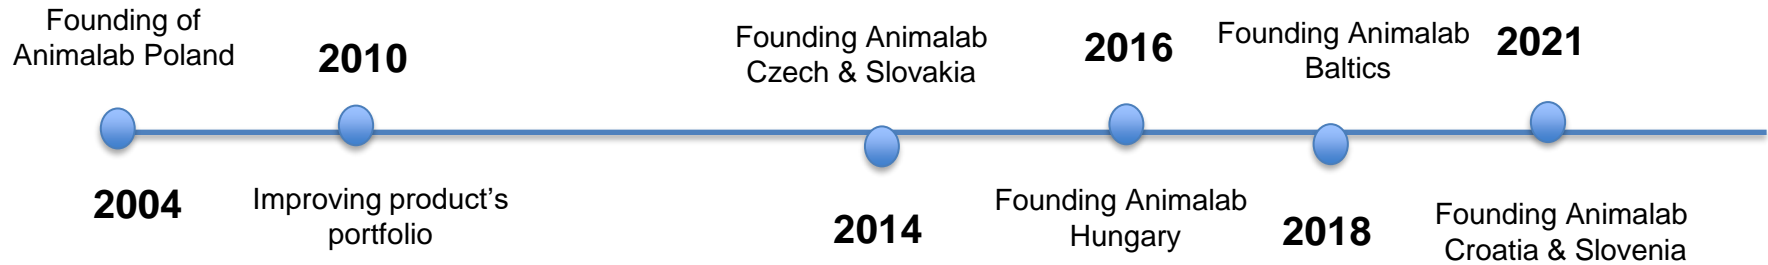 Founding of
Animalab Poland
2004
2010
Improving product’s
portfolio
Founding Animalab
Czech & Slovakia
2014
2016
Founding Animalab
Hungary
Founding Animalab
Baltics
2018
2021
Founding Animalab
Croatia & Slovenia